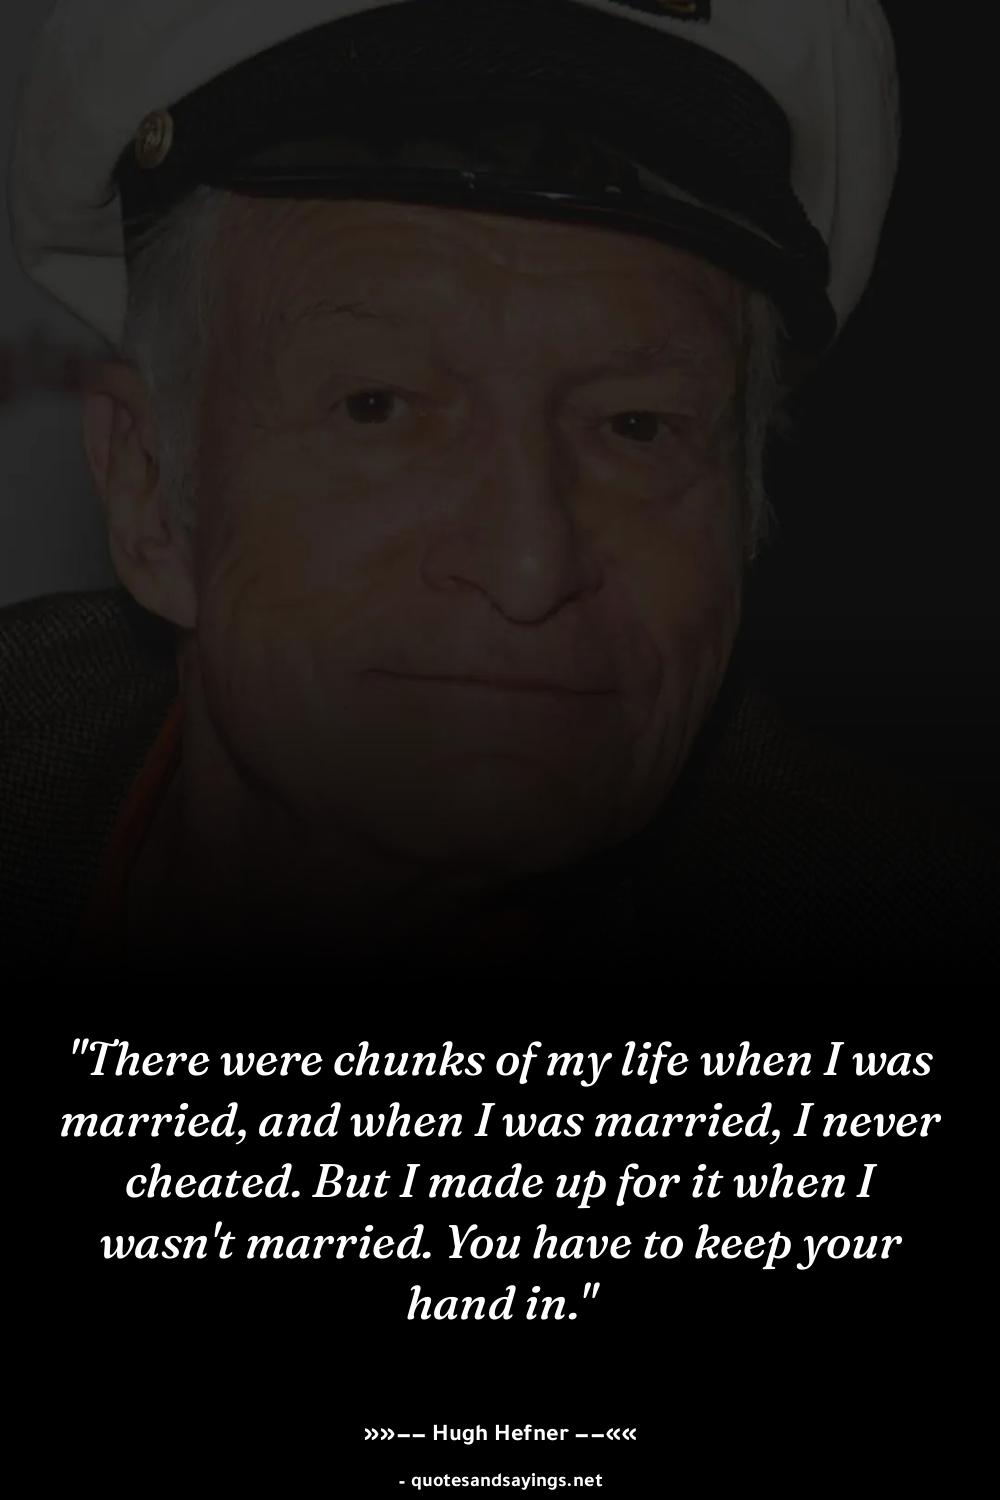 "There were chunks of my life when I was
married, and when I was married, I never
cheated. But I made up for it when I
wasn't married. You have to keep your
hand in."
»»−− Hugh Hefner −−««
- quotesandsayings.net